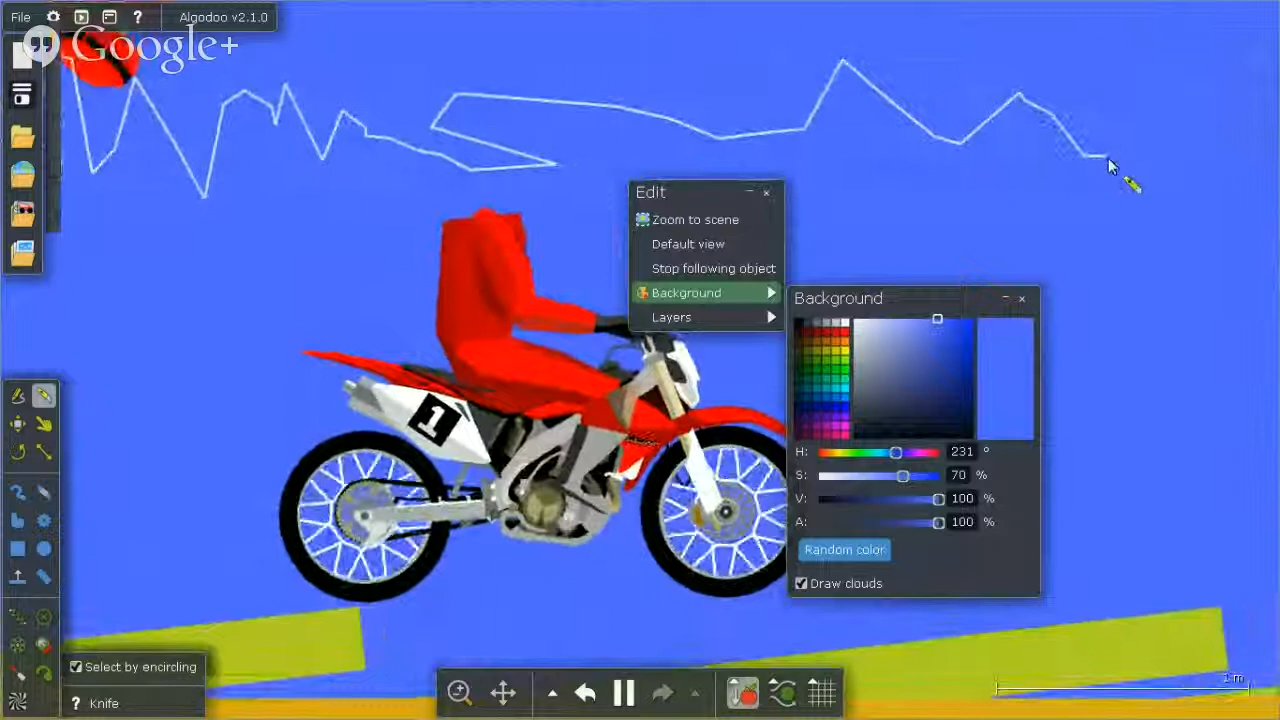 File ? Algodoo v2.1.0
Google+
Edit
Zoom to scene
Default view
Stop following object
Background
Layers
Background
H: 231 °
S: 70 %
V: 100 %
A: 100 %
Random color
Draw clouds
1
Select by encircling
? Knife
1 m